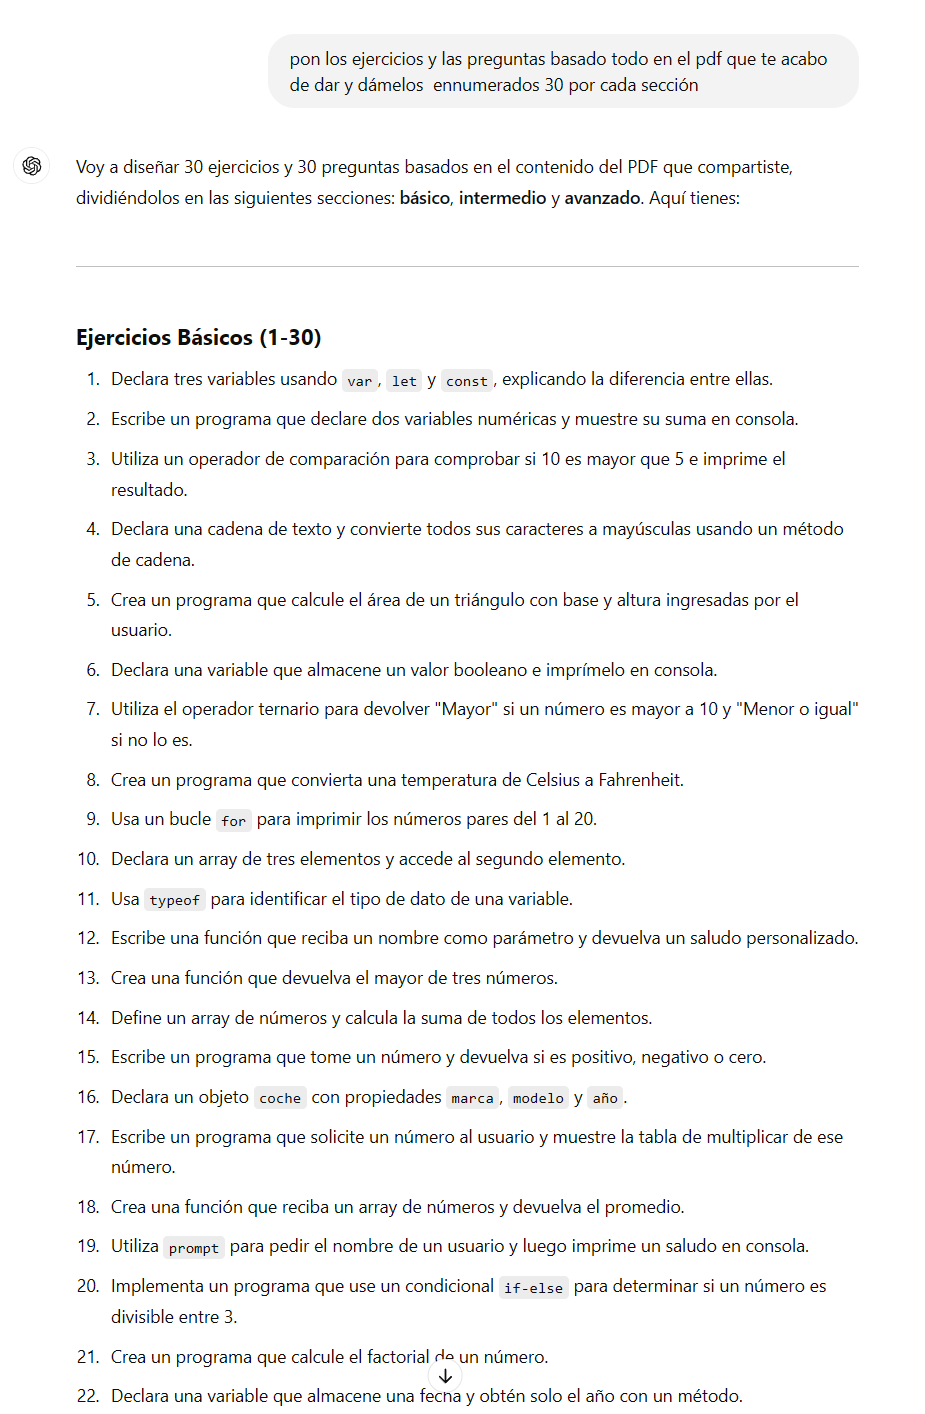 pon los ejercicios y las preguntas basado todo en el pdf que te acabo
de dar y dámelos  ennumerados 30 por cada sección
Voy a diseñar 30 ejercicios y 30 preguntas basados en el contenido del PDF que compartiste,
dividiéndolos en las siguientes secciones: básico, intermedio y avanzado. Aquí tienes:
Ejercicios Básicos (1-30)
1. Declara tres variables usando var, let y const, explicando la diferencia entre ellas.
2. Escribe un programa que declare dos variables numéricas y muestre su suma en consola.
3. Utiliza un operador de comparación para comprobar si 10 es mayor que 5 e imprime el
resultado.
4. Declara una cadena de texto y convierte todos sus caracteres a mayúsculas usando un método
de cadena.
5. Crea un programa que calcule el área de un triángulo con base y altura ingresadas por el
usuario.
6. Declara una variable que almacene un valor booleano e imprímelo en consola.
7. Utiliza el operador ternario para devolver "Mayor" si un número es mayor a 10 y "Menor o igual"
si no lo es.
8. Crea un programa que convierta una temperatura de Celsius a Fahrenheit.
9. Usa un bucle for para imprimir los números pares del 1 al 20.
10. Declara un array de tres elementos y accede al segundo elemento.
11. Usa typeof para identificar el tipo de dato de una variable.
12. Escribe una función que reciba un nombre como parámetro y devuelva un saludo personalizado.
13. Crea una función que devuelva el mayor de tres números.
14. Define un array de números y calcula la suma de todos los elementos.
15. Escribe un programa que tome un número y devuelva si es positivo, negativo o cero.
16. Declara un objeto coche con propiedades marca, modelo y año.
17. Escribe un programa que solicite un número al usuario y muestre la tabla de multiplicar de ese
número.
18. Crea una función que reciba un array de números y devuelva el promedio.
19. Utiliza prompt para pedir el nombre de un usuario y luego imprime un saludo en consola.
20. Implementa un programa que use un condicional if-else para determinar si un número es
divisible entre 3.
21. Crea un programa que calcule el factorial de un número.
22. Declara una variable que almacene una fecha y obtén solo el año con un método.